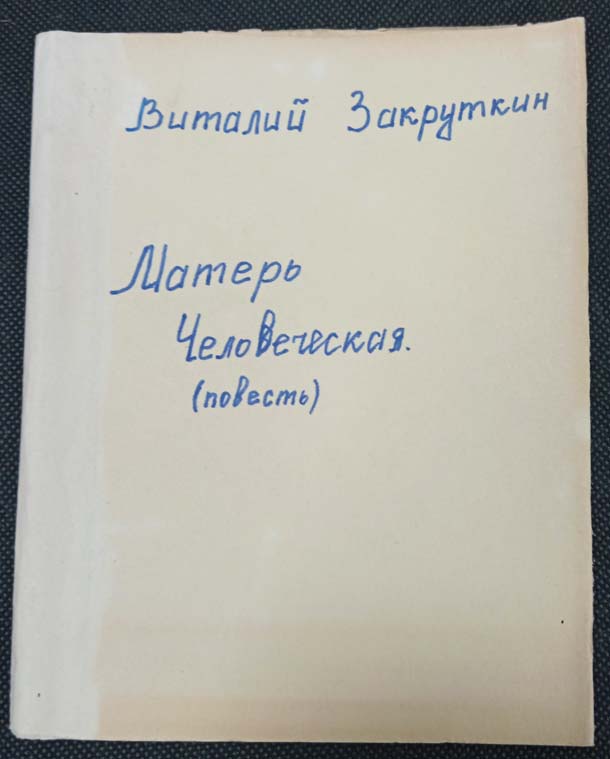 Виталий Закруткин
Матерь
Человеческая.
(повесть)